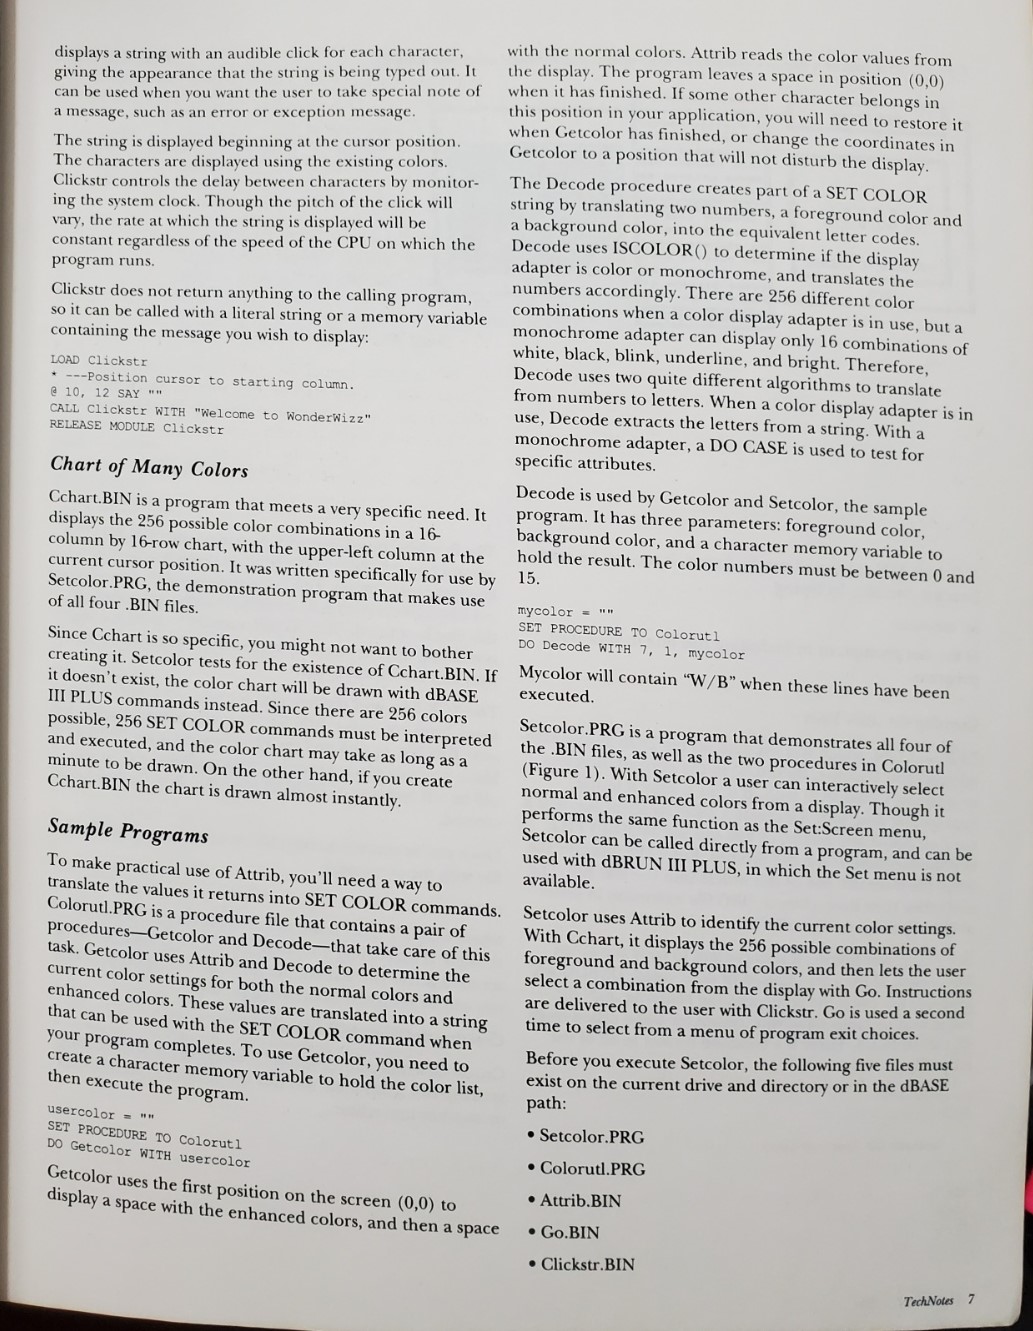 displays a string with an audible click for each character,
giving the appearance that the string is being typed out. It
can be used when you want the user to take special note of
a message, such as an error or exception message.
The string is displayed beginning at the cursor position.
The characters are displayed using the existing colors.
Clickstr controls the delay between characters by monitor-
ing the system clock. Though the pitch of the click will
vary, the rate at which the string is displayed will be
constant regardless of the speed of the CPU on which the
program runs.
Clickstr does not return anything to the calling program,
so it can be called with a literal string or a memory variable
containing the message you wish to display:
LOAD Clickstr
* ---Position cursor to starting column.
@ 10, 12 SAY ""
CALL Clickstr WITH "Welcome to WonderWizz"
RELEASE MODULE Clickstr
Chart of Many Colors
Cchart.BIN is a program that meets a very specific need. It
displays the 256 possible color combinations in a 16-
column by 16-row chart, with the upper-left column at the
current cursor position. It was written specifically for use by
Setcolor.PRG, the demonstration program that makes use
of all four .BIN files.
Since Cchart is so specific, you might not want to bother
creating it. Setcolor tests for the existence of Cchart.BIN. If
it doesn't exist, the color chart will be drawn with dBASE
III PLUS commands instead. Since there are 256 colors
possible, 256 SET COLOR commands must be interpreted
and executed, and the color chart may take as long as a
minute to be drawn. On the other hand, if you create
Cchart.BIN the chart is drawn almost instantly.
Sample Programs
To make practical use of Attrib, you'll need a way to
translate the values it returns into SET COLOR commands.
Colorutl.PRG is a procedure file that contains a pair of
procedures—Getcolor and Decode—that take care of this
task. Getcolor uses Attrib and Decode to determine the
current color settings for both the normal colors and
enhanced colors. These values are translated into a string
that can be used with the SET COLOR command when
your program completes. To use Getcolor, you need to
create a character memory variable to hold the color list,
then execute the program.
usercolor = ""
SET PROCEDURE TO Colorutl
DO Getcolor WITH usercolor
Getcolor uses the first position on the screen (0,0) to
display a space with the enhanced colors, and then a space
with the normal colors. Attrib reads the color values from
the display. The program leaves a space in position (0,0)
when it has finished. If some other character belongs in
this position in your application, you will need to restore it
when Getcolor has finished, or change the coordinates in
Getcolor to a position that will not disturb the display.
The Decode procedure creates part of a SET COLOR
string by translating two numbers, a foreground color and
a background color, into the equivalent letter codes.
Decode uses ISCOLOR() to determine if the display
adapter is color or monochrome, and translates the
numbers accordingly. There are 256 different color
combinations when a color display adapter is in use, but a
monochrome adapter can display only 16 combinations of
white, black, blink, underline, and bright. Therefore,
Decode uses two quite different algorithms to translate
from numbers to letters. When a color display adapter is in
use, Decode extracts the letters from a string. With a
monochrome adapter, a DO CASE is used to test for
specific attributes.
Decode is used by Getcolor and Setcolor, the sample
program. It has three parameters: foreground color,
background color, and a character memory variable to
hold the result. The color numbers must be between 0 and
15.
mycolor = ""
SET PROCEDURE TO Colorutl
DO Decode WITH 7, 1, mycolor
Mycolor will contain "W/B" when these lines have been
executed.
Setcolor.PRG is a program that demonstrates all four of
the .BIN files, as well as the two procedures in Colorutl
(Figure 1). With Setcolor a user can interactively select
normal and enhanced colors from a display. Though it
performs the same function as the Set:Screen menu,
Setcolor can be called directly from a program, and can be
used with dBRUN III PLUS, in which the Set menu is not
available.
Setcolor uses Attrib to identify the current color settings.
With Cchart, it displays the 256 possible combinations of
foreground and background colors, and then lets the user
select a combination from the display with Go. Instructions
are delivered to the user with Clickstr. Go is used a second
time to select from a menu of program exit choices.
Before you execute Setcolor, the following five files must
exist on the current drive and directory or in the dBASE
path:
• Setcolor.PRG
• Colorutl.PRG
• Attrib.BIN
• Go.BIN
• Clickstr.BIN
TechNotes 7